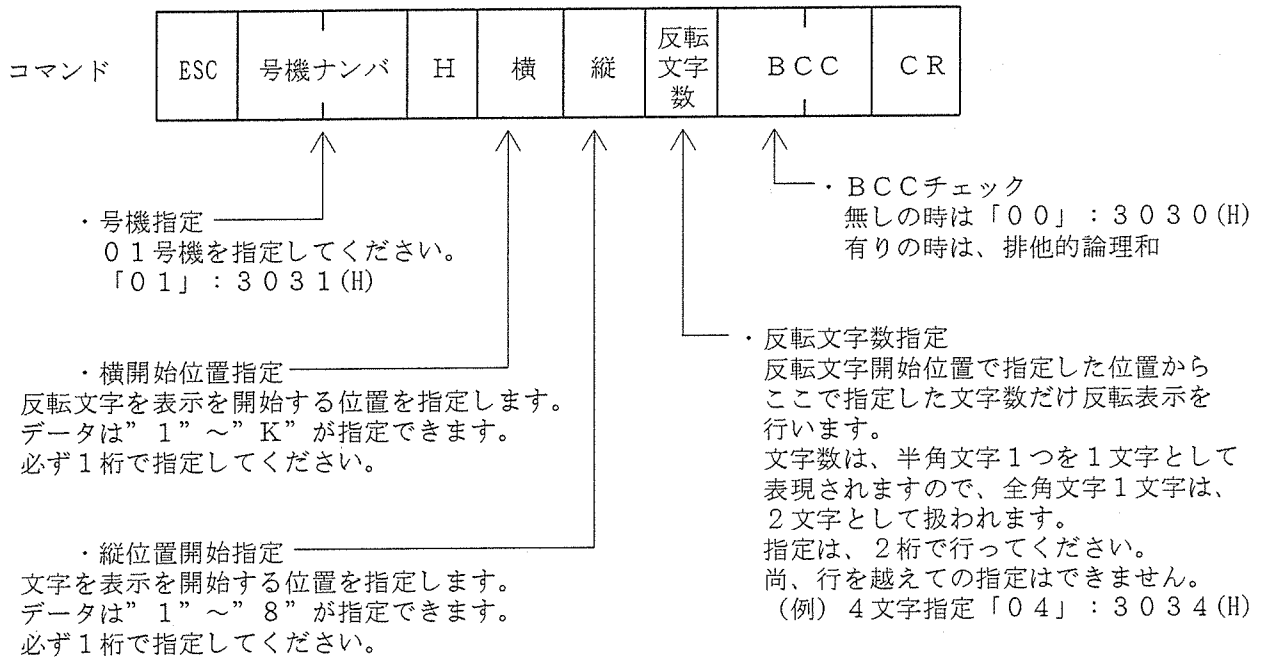 コマンド ESC 号機ナンバ H 横 縦 反転文字数 BCC CR
・BCCチェック
無しの時は「00」:3030(H)
有りの時は、排他的論理和
・号機指定
01号機を指定してください。
「01」:3031(H)
・反転文字数指定
反転文字開始位置で指定した位置から
ここで指定した文字数だけ反転表示を
行います。
文字数は、半角文字1つを1文字として
表現されますので、全角文字1文字は、
2文字として扱われます。
指定は、2桁で行ってください。
尚、行を越えての指定はできません。
(例)4文字指定「04」:3034(H)
・横開始位置指定
反転文字を表示を開始する位置を指定します。
データは”1”~”K”が指定できます。
必ず1桁で指定してください。
・縦位置開始指定
文字を表示を開始する位置を指定します。
データは”1”~”8”が指定できます。
必ず1桁で指定してください。